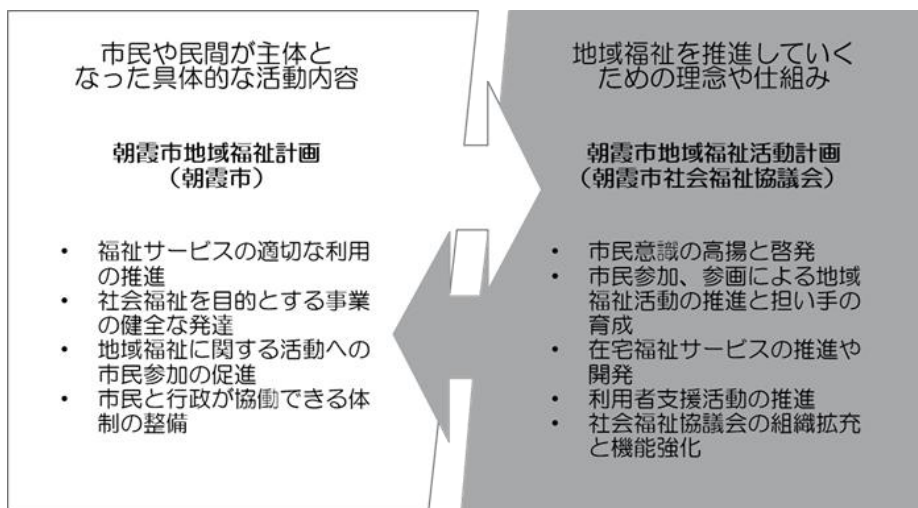 市民や民間が主体と
なった具体的な活動内容
朝霞市地域福祉計画
（朝霞市）
• 福祉サービスの適切な利用
の推進
• 社会福祉を目的とする事業
の健全な発達
• 地域福祉に関する活動への
市民参加の促進
• 市民と行政が協働できる体
制の整備
地域福祉を推進していく
ための理念や仕組み
朝霞市地域福祉活動計画
（朝霞市社会福祉協議会）
• 市民意識の高揚と啓発
• 市民参加、参画による地域
福祉活動の推進と担い手の
育成
• 在宅福祉サービスの推進や
開発
• 利用者支援活動の推進
• 社会福祉協議会の組織拡充
と機能強化